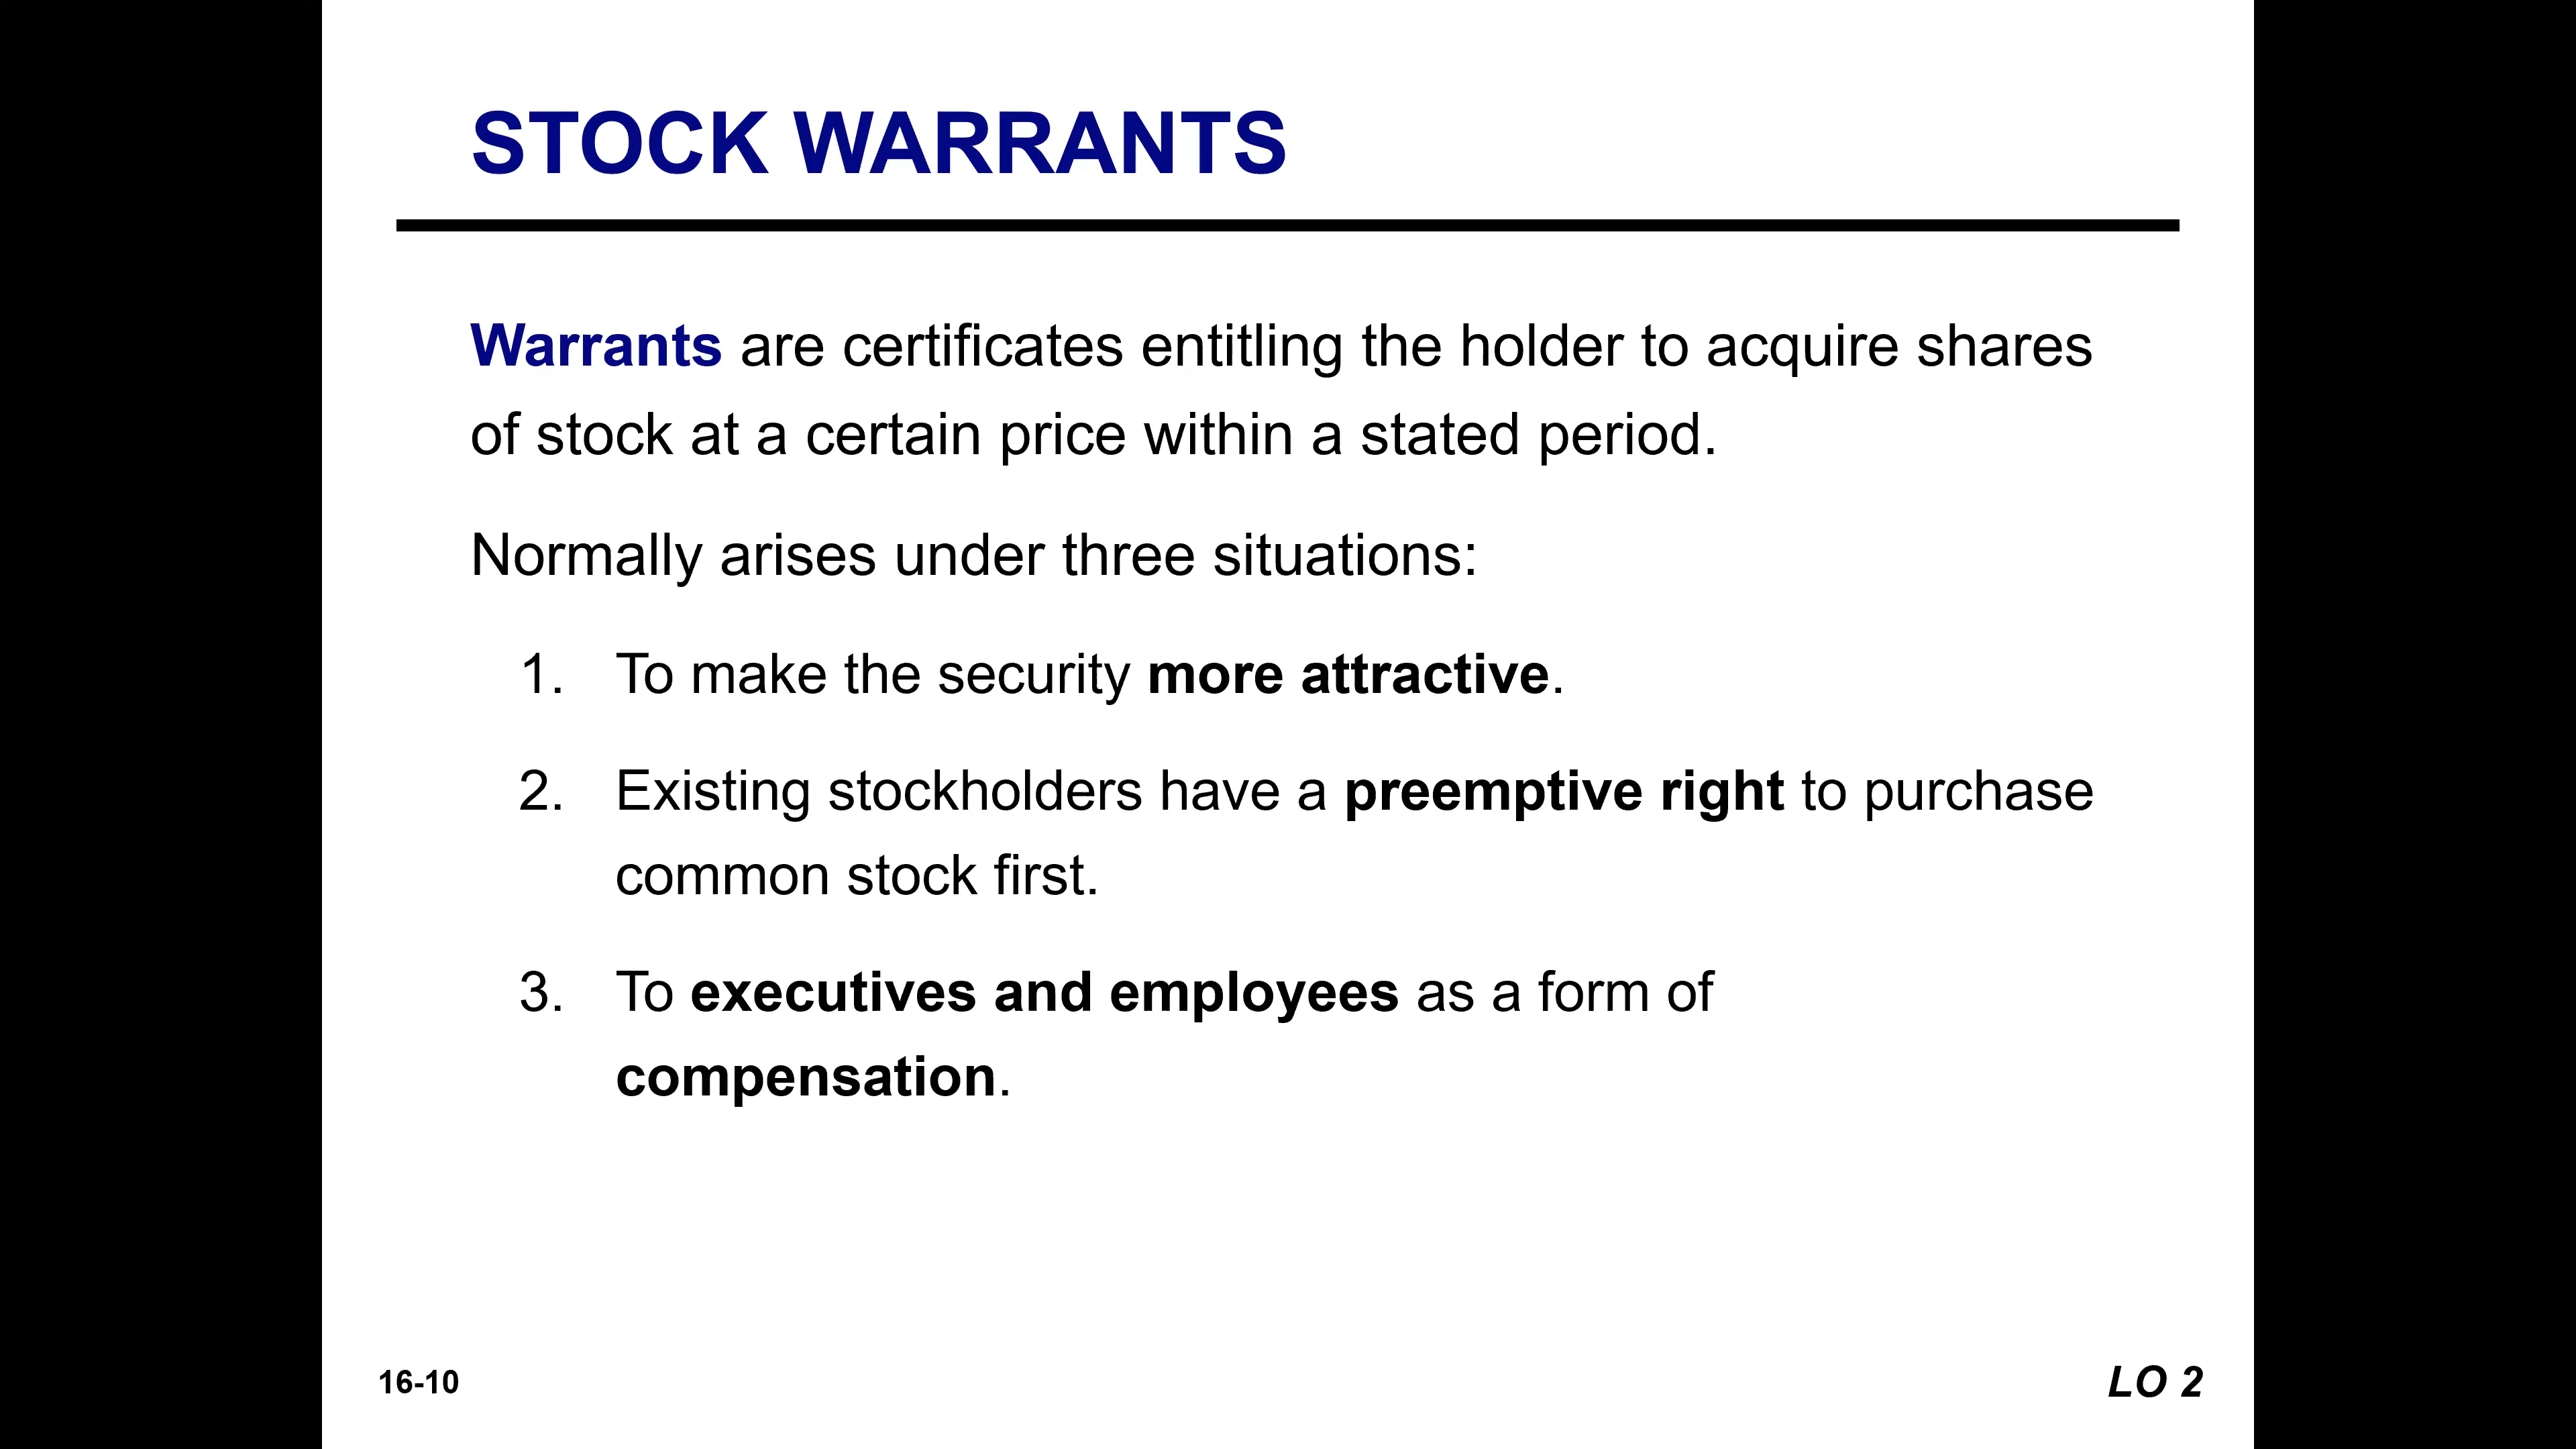 STOCK WARRANTS
Warrants are certificates entitling the holder to acquire shares
of stock at a certain price within a stated period.
Normally arises under three situations:
1. To make the security more attractive.
2. Existing stockholders have a preemptive right to purchase
common stock first.
3. To executives and employees as a form of
compensation.
16-10
LO 2